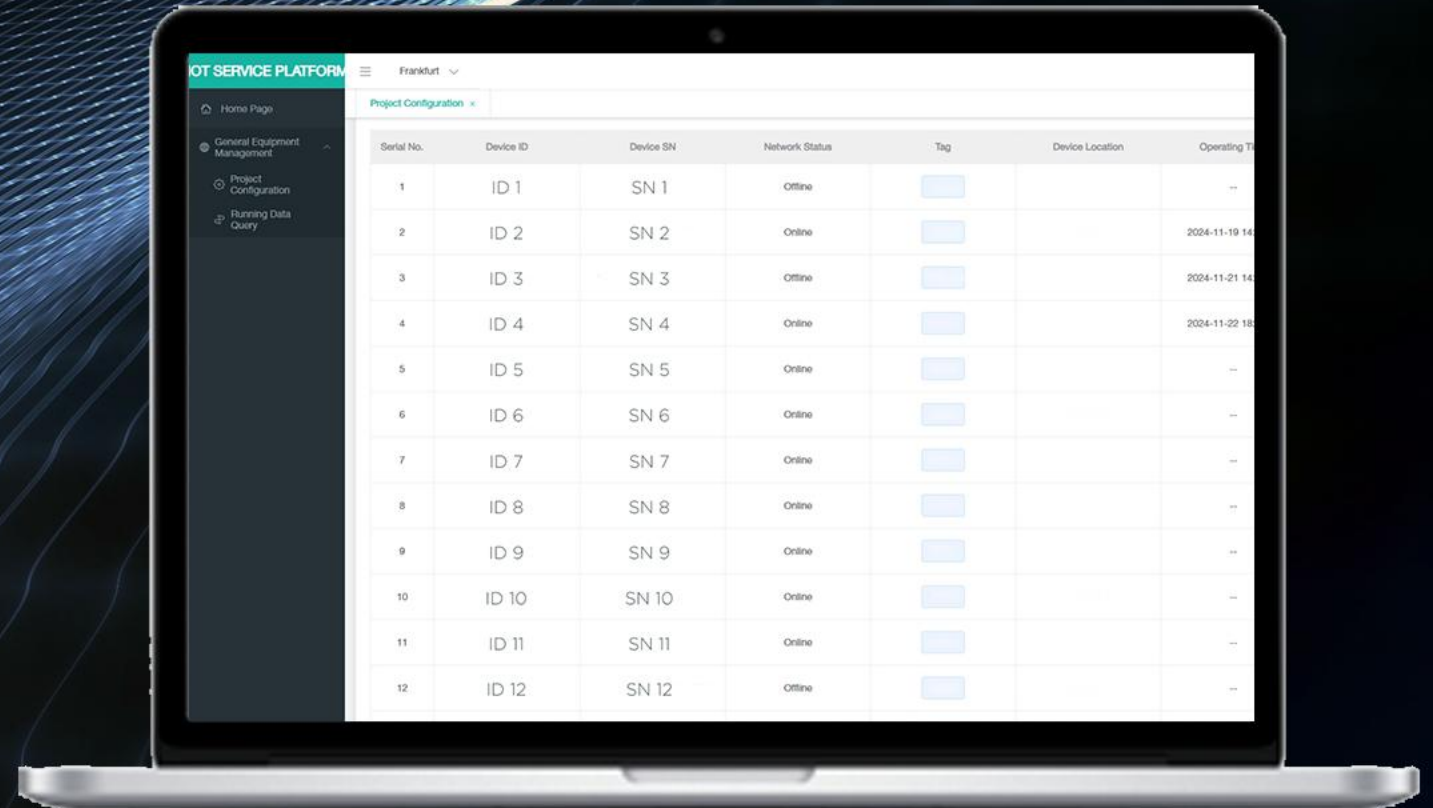 IOT SERVICE PLATFORM
Frankfurt
Home Page
Project Configuration ×
General Equipment
Management
Project
Configuration
Running Data
Query
Serial No. Device ID Device SN Network Status Tag Device Location Operating Ti
1 ID 1 SN 1 Offline --
2 ID 2 SN 2 Online 2024-11-19 14:
3 ID 3 SN 3 Offline 2024-11-21 14:
4 ID 4 SN 4 Online 2024-11-22 18:
5 ID 5 SN 5 Online --
6 ID 6 SN 6 Online --
7 ID 7 SN 7 Online --
8 ID 8 SN 8 Online --
9 ID 9 SN 9 Online --
10 ID 10 SN 10 Online --
11 ID 11 SN 11 Online --
12 ID 12 SN 12 Offline --